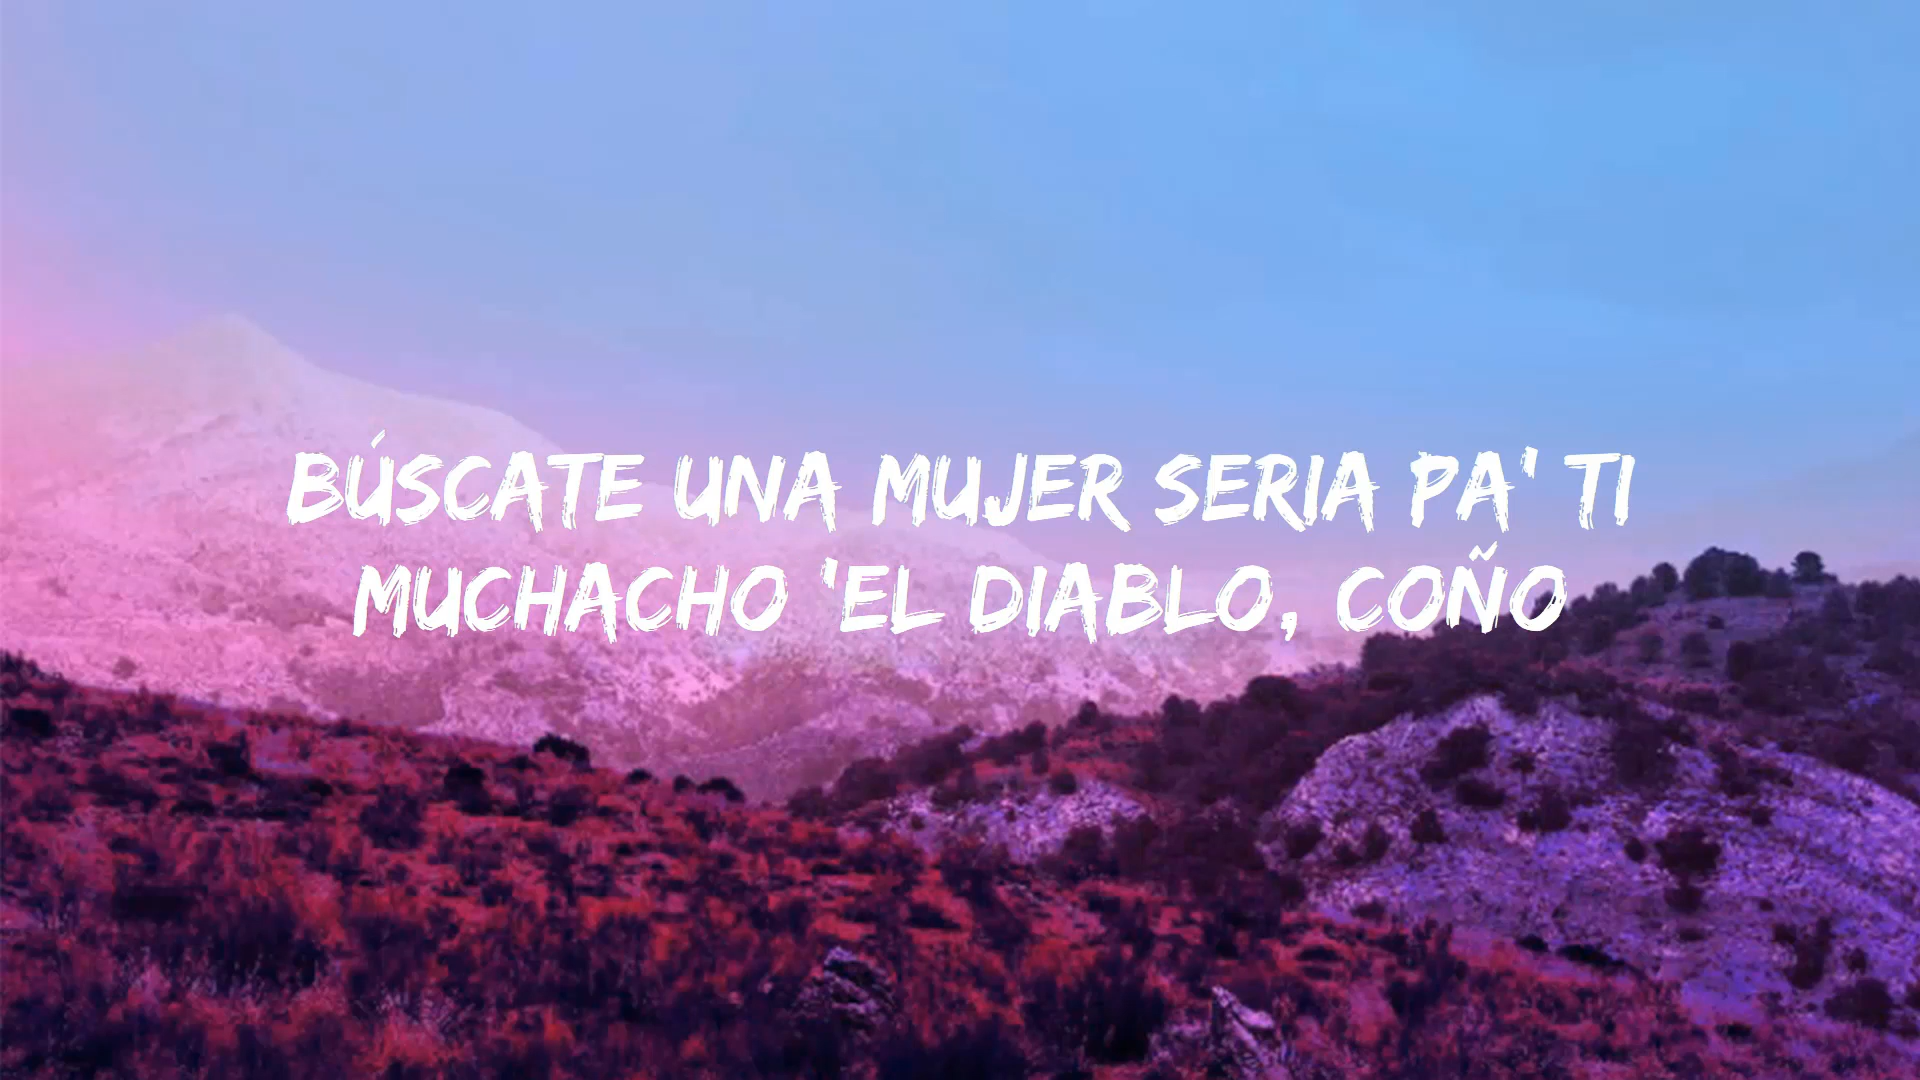 BÚSCATE UNA MUJER SERIA PA' TI
MUCHACHO 'EL DIABLO, COÑO